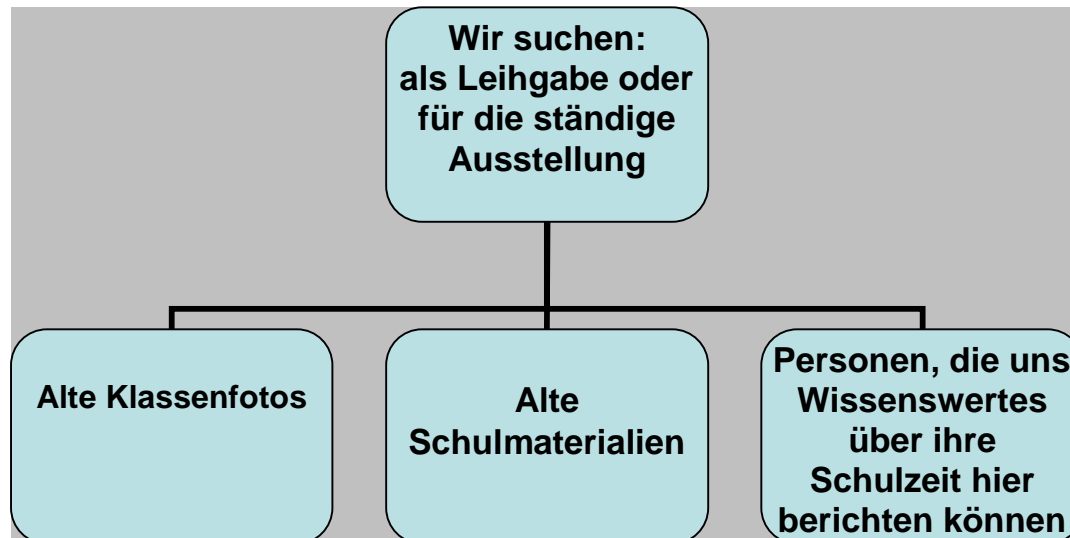 Wir suchen:
als Leihgabe oder
für die ständige
Ausstellung
Alte Klassenfotos
Alte
Schulmaterialien
Personen, die uns
Wissenswertes
über ihre
Schulzeit hier
berichten können